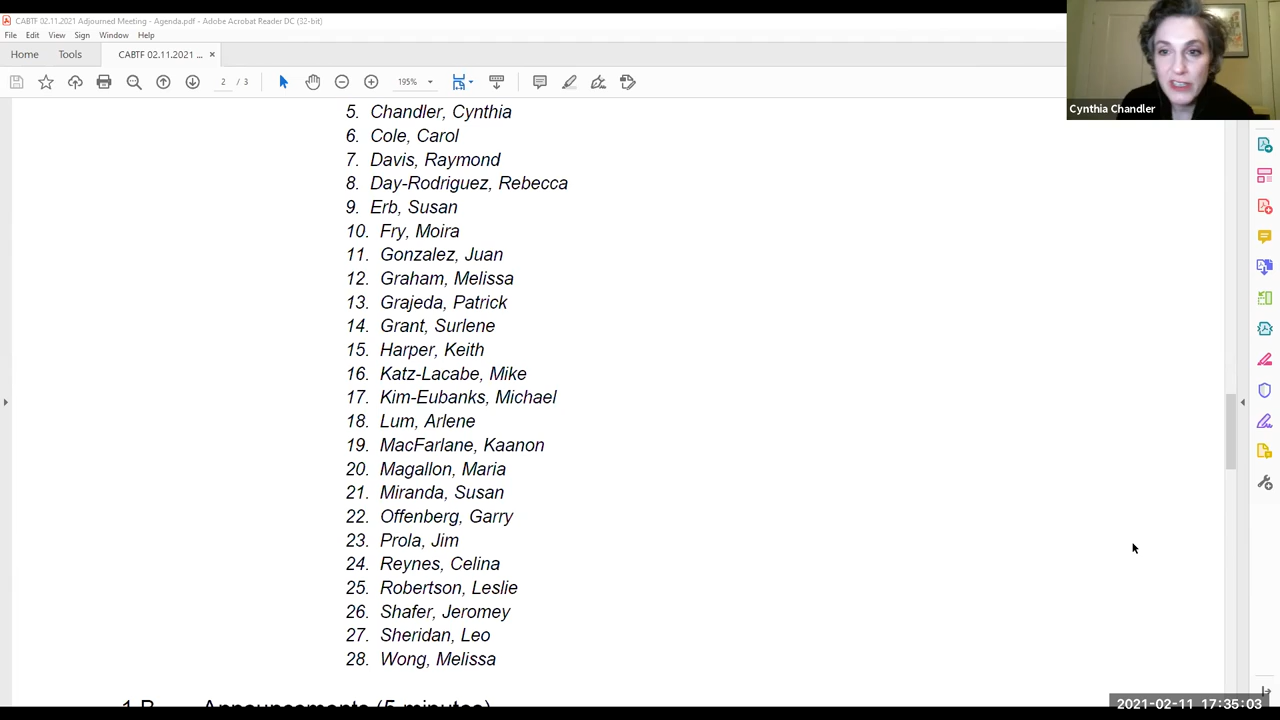 CABTF 02.11.2021 Adjourned Meeting - Agenda.pdf - Adobe Acrobat Reader DC (32-bit)
File Edit View Sign Window Help
Home Tools CABTF 02.11.2021 ... ×
2 / 3 195%
Cynthia Chandler
5. Chandler, Cynthia
6. Cole, Carol
7. Davis, Raymond
8. Day-Rodriguez, Rebecca
9. Erb, Susan
10. Fry, Moira
11. Gonzalez, Juan
12. Graham, Melissa
13. Grajeda, Patrick
14. Grant, Surlene
15. Harper, Keith
16. Katz-Lacabe, Mike
17. Kim-Eubanks, Michael
18. Lum, Arlene
19. MacFarlane, Kaanon
20. Magallon, Maria
21. Miranda, Susan
22. Offenberg, Garry
23. Prola, Jim
24. Reynes, Celina
25. Robertson, Leslie
26. Shafer, Jeromey
27. Sheridan, Leo
28. Wong, Melissa
1.B. Announcements (5 minutes)
2021-02-11 17:35:03